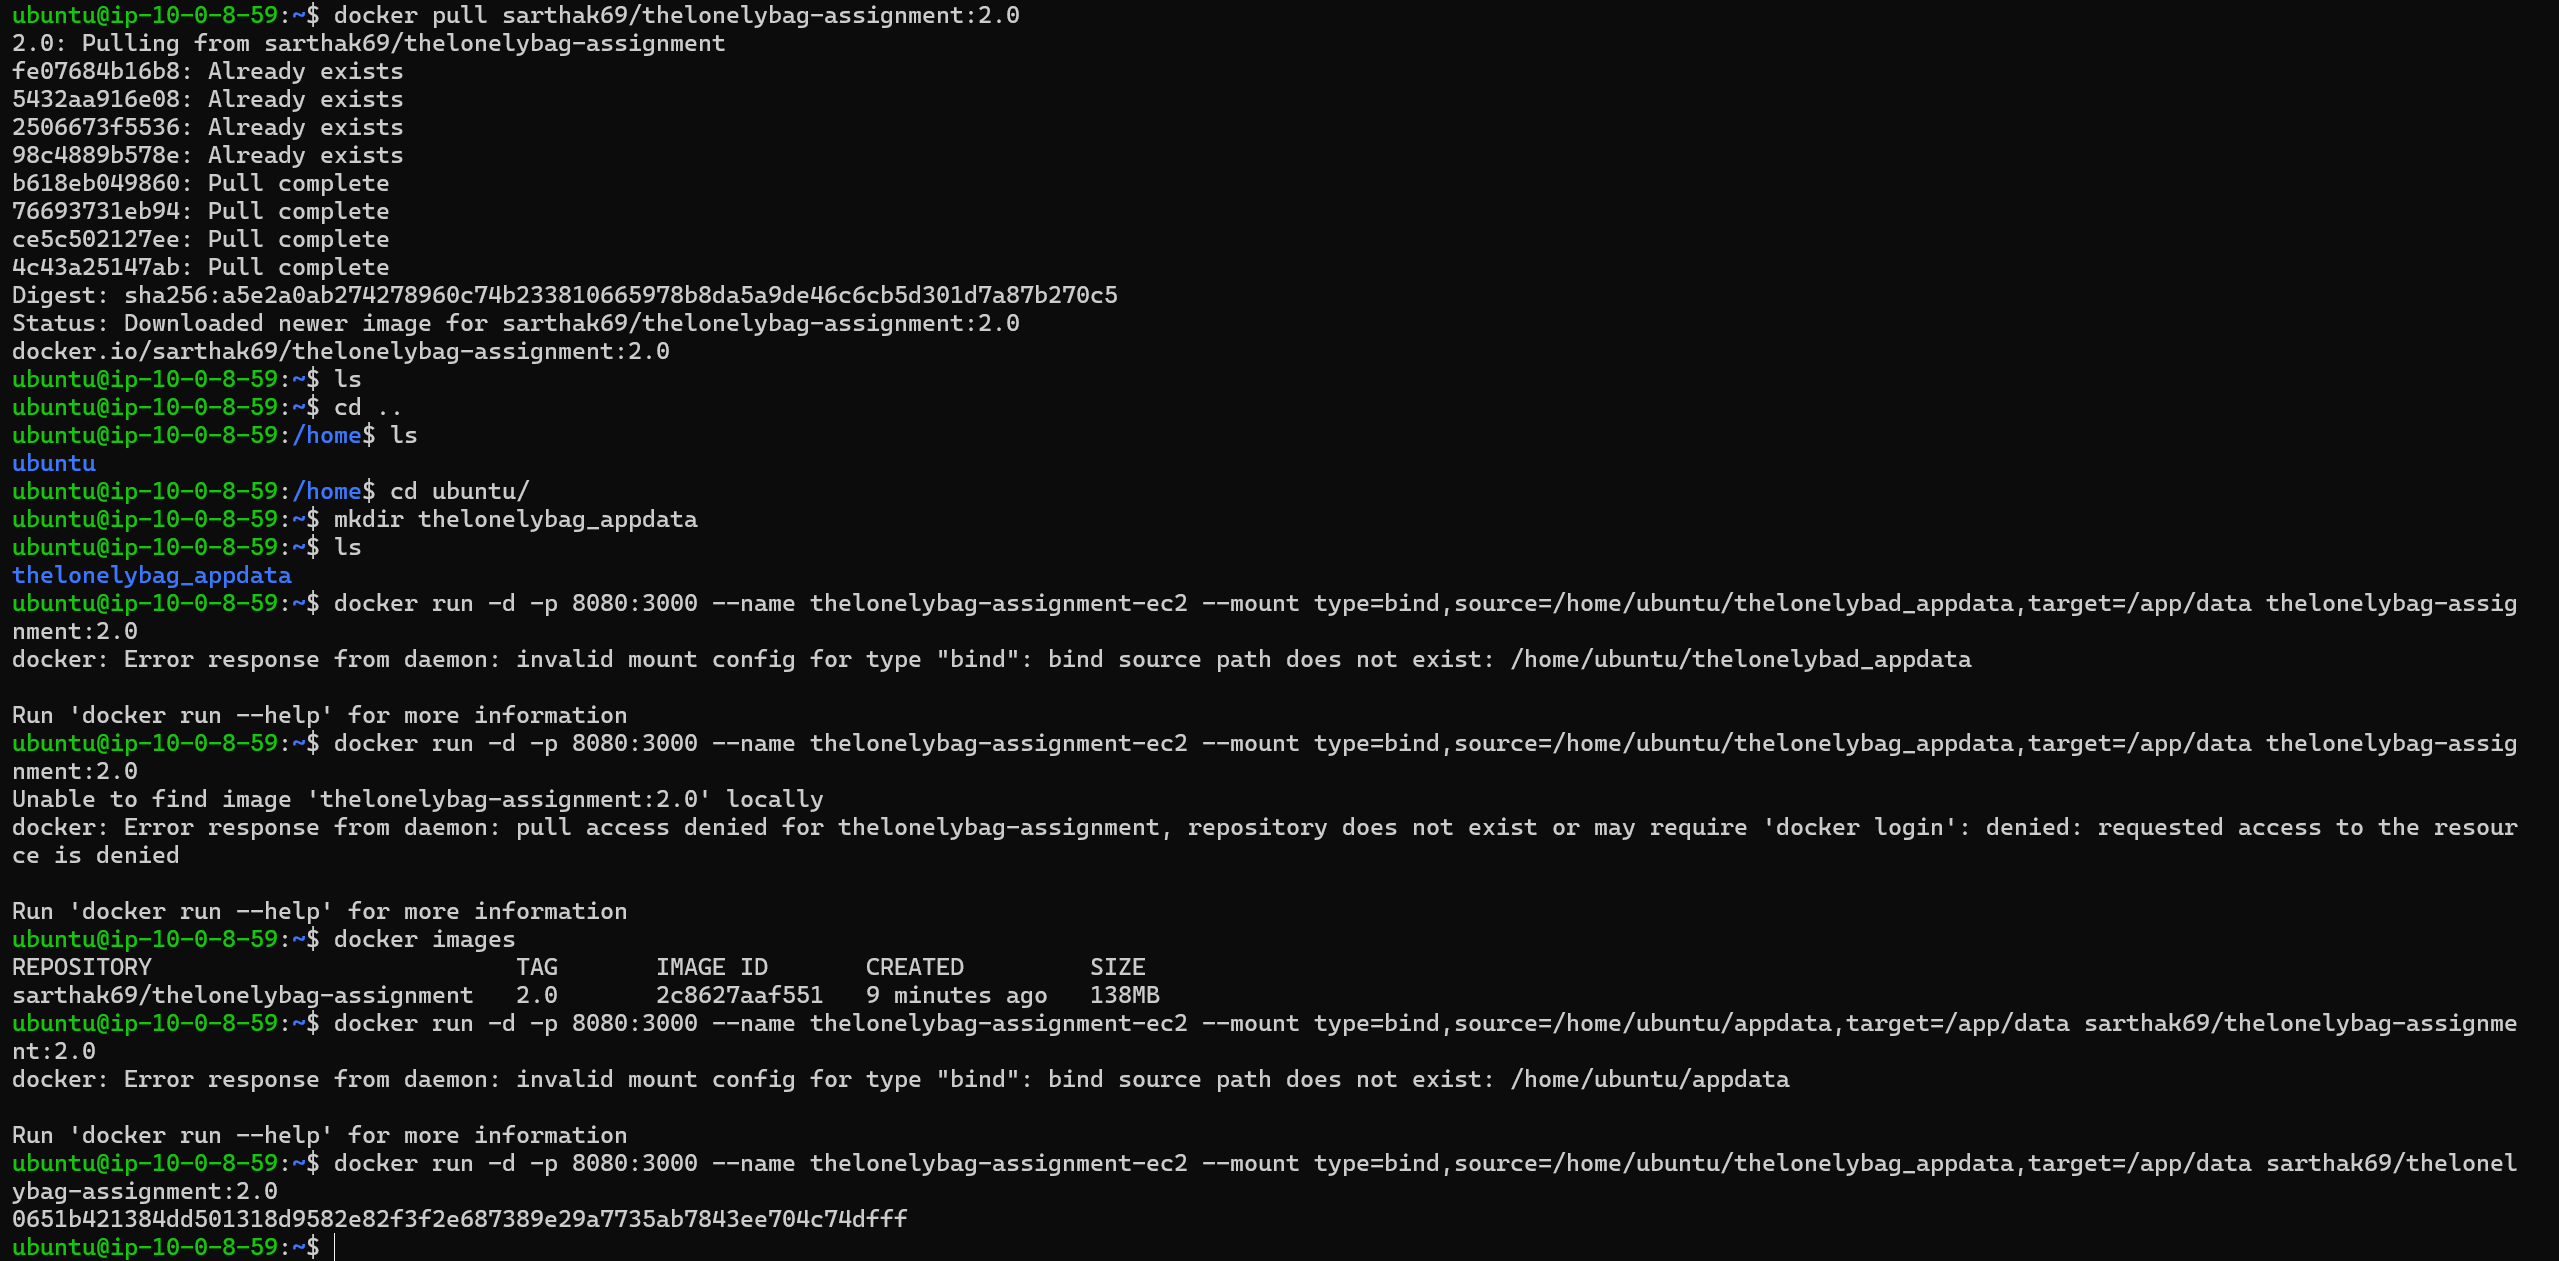 ubuntu@ip-10-0-8-59:~$ docker pull sarthak69/thelonelybag-assignment:2.0
2.0: Pulling from sarthak69/thelonelybag-assignment
fe07684b16b8: Already exists
5432aa916e08: Already exists
2506673f5536: Already exists
98c4889b578e: Already exists
b618eb049860: Pull complete
76693731eb94: Pull complete
ce5c502127ee: Pull complete
4c43a25147ab: Pull complete
Digest: sha256:a5e2a0ab274278960c74b233810665978b8da5a9de46c6cb5d301d7a87b270c5
Status: Downloaded newer image for sarthak69/thelonelybag-assignment:2.0
docker.io/sarthak69/thelonelybag-assignment:2.0
ubuntu@ip-10-0-8-59:~$ ls
ubuntu@ip-10-0-8-59:~$ cd ..
ubuntu@ip-10-0-8-59:/home$ ls
ubuntu
ubuntu@ip-10-0-8-59:/home$ cd ubuntu/
ubuntu@ip-10-0-8-59:~$ mkdir thelonelybag_appdata
ubuntu@ip-10-0-8-59:~$ ls
thelonelybag_appdata
ubuntu@ip-10-0-8-59:~$ docker run -d -p 8080:3000 --name thelonelybag-assignment-ec2 --mount type=bind,source=/home/ubuntu/thelonelybad_appdata,target=/app/data thelonelybag-assig
nment:2.0
docker: Error response from daemon: invalid mount config for type "bind": bind source path does not exist: /home/ubuntu/thelonelybad_appdata

Run 'docker run --help' for more information
ubuntu@ip-10-0-8-59:~$ docker run -d -p 8080:3000 --name thelonelybag-assignment-ec2 --mount type=bind,source=/home/ubuntu/thelonelybag_appdata,target=/app/data thelonelybag-assig
nment:2.0
Unable to find image 'thelonelybag-assignment:2.0' locally
docker: Error response from daemon: pull access denied for thelonelybag-assignment, repository does not exist or may require 'docker login': denied: requested access to the resour
ce is denied

Run 'docker run --help' for more information
ubuntu@ip-10-0-8-59:~$ docker images
REPOSITORY                          TAG       IMAGE ID       CREATED         SIZE
sarthak69/thelonelybag-assignment   2.0       2c8627aaf551   9 minutes ago   138MB
ubuntu@ip-10-0-8-59:~$ docker run -d -p 8080:3000 --name thelonelybag-assignment-ec2 --mount type=bind,source=/home/ubuntu/appdata,target=/app/data sarthak69/thelonelybag-assignme
nt:2.0
docker: Error response from daemon: invalid mount config for type "bind": bind source path does not exist: /home/ubuntu/appdata

Run 'docker run --help' for more information
ubuntu@ip-10-0-8-59:~$ docker run -d -p 8080:3000 --name thelonelybag-assignment-ec2 --mount type=bind,source=/home/ubuntu/thelonelybag_appdata,target=/app/data sarthak69/thelonel
ybag-assignment:2.0
0651b421384dd501318d9582e82f3f2e687389e29a7735ab7843ee704c74dfff
ubuntu@ip-10-0-8-59:~$